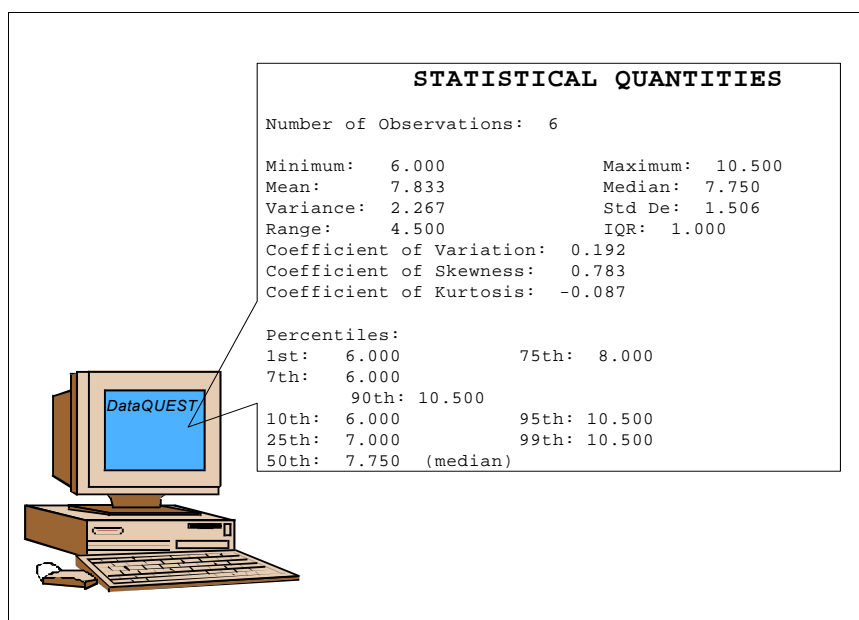 STATISTICAL QUANTITIES
Number of Observations: 6
Minimum: 6.000 Maximum: 10.500
Mean: 7.833 Median: 7.750
Variance: 2.267 Std De: 1.506
Range: 4.500 IQR: 1.000
Coefficient of Variation: 0.192
Coefficient of Skewness: 0.783
Coefficient of Kurtosis: -0.087
Percentiles:
1st: 6.000 75th: 8.000
7th: 6.000
90th: 10.500
10th: 6.000 95th: 10.500
25th: 7.000 99th: 10.500
50th: 7.750 (median)
DataQUEST